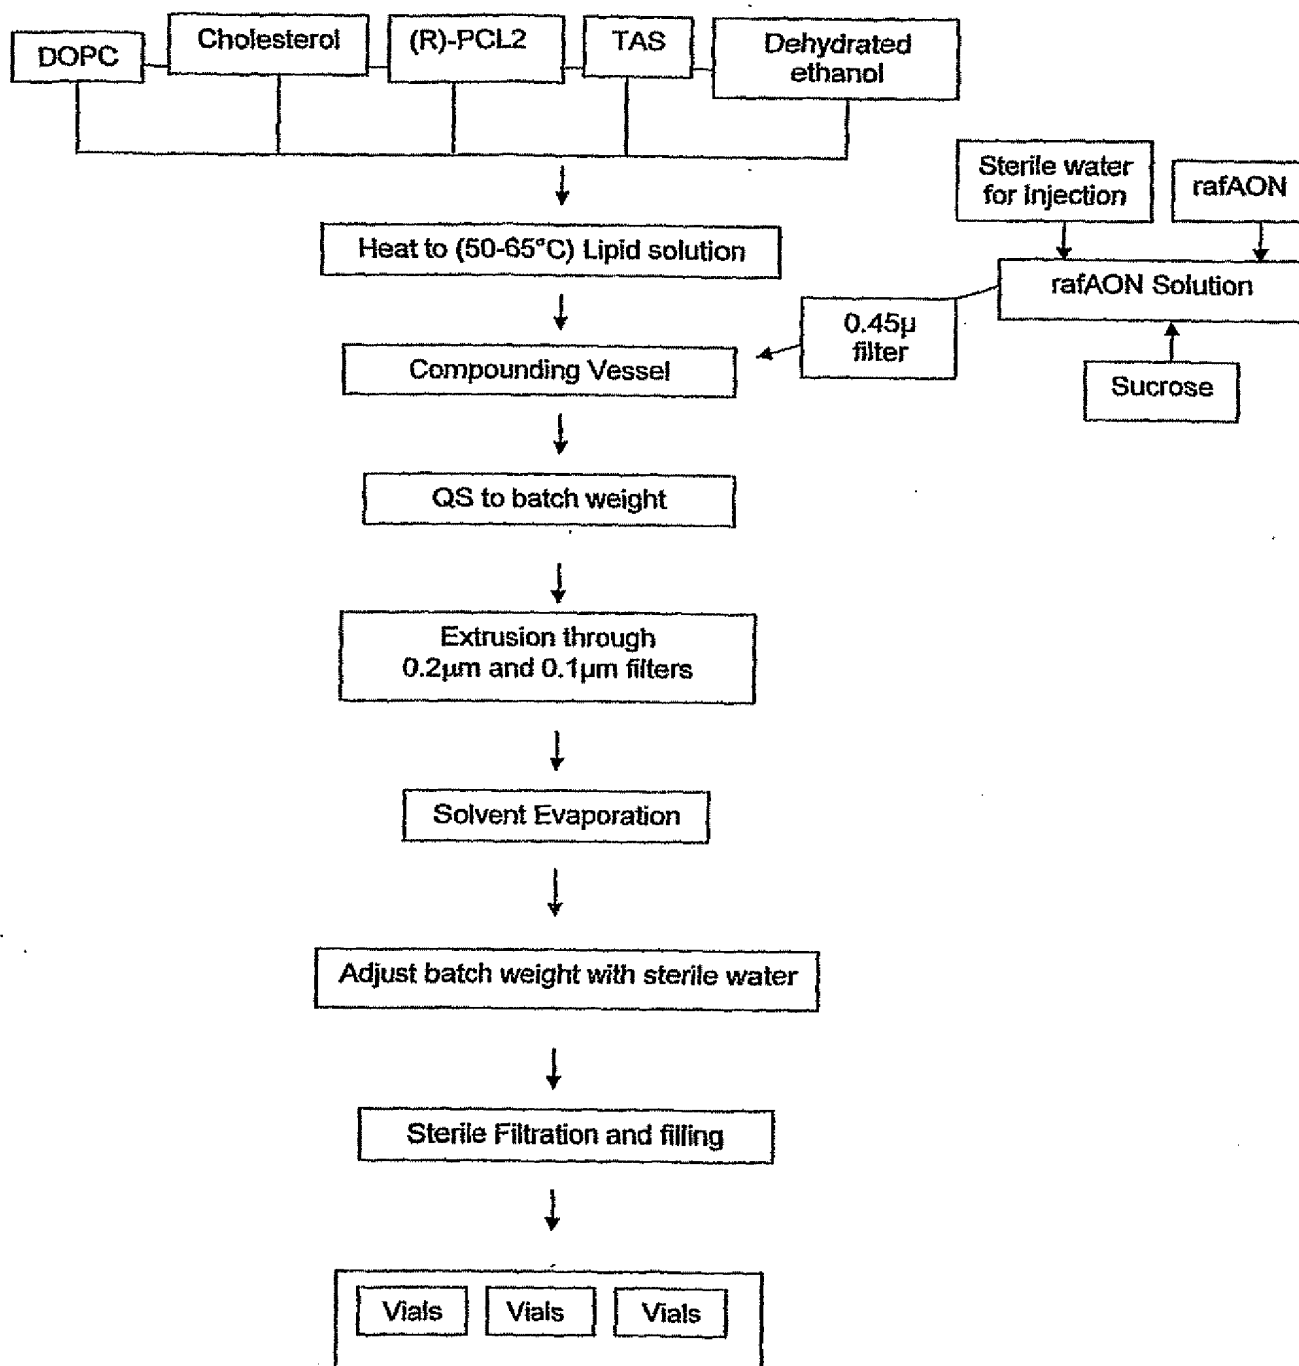 DOPC
Cholesterol
(R)-PCL2
TAS
Dehydrated
ethanol
Sterile water
for Injection
rafAON
Heat to (50-65°C) Lipid solution
rafAON Solution
0.45μ
filter
Compounding Vessel
Sucrose
QS to batch weight
Extrusion through
0.2μm and 0.1μm filters
Solvent Evaporation
Adjust batch weight with sterile water
Sterile Filtration and filling
Vials
Vials
Vials